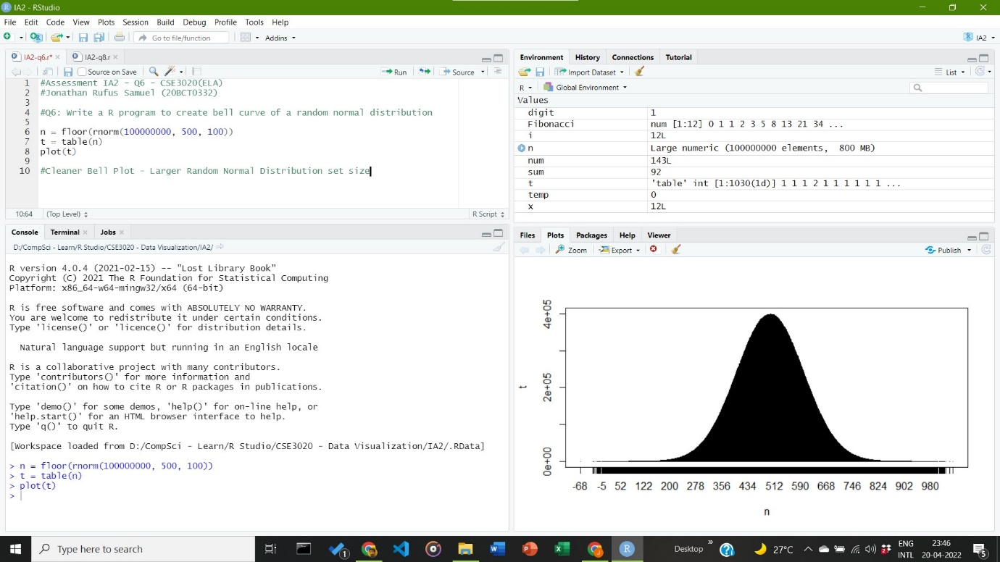 IA2 - RStudio
File Edit Code View Plots Session Build Debug Profile Tools Help
Go to file/function Addins IA2
IA2-q6.r* IA2-q8.r
Source on Save Run Source
1 #Assessment IA2 - Q6 - CSE3020(ELA)
2 #Jonathan Rufus Samuel (20BCT0332)
3
4 #Q6: Write a R program to create bell curve of a random normal distribution
5
6 n = floor(rnorm(100000000, 500, 100))
7 t = table(n)
8 plot(t)
9
10 #Cleaner Bell Plot - Larger Random Normal Distribution set size
10:64 (Top Level) R Script
Console Terminal Jobs
D:/CompSci - Learn/R Studio/CSE3020 - Data Visualization/IA2/
R version 4.0.4 (2021-02-15) -- "Lost Library Book"
Copyright (C) 2021 The R Foundation for Statistical Computing
Platform: x86_64-w64-mingw32/x64 (64-bit)
R is free software and comes with ABSOLUTELY NO WARRANTY.
You are welcome to redistribute it under certain conditions.
Type 'license()' or 'licence()' for distribution details.
Natural language support but running in an English locale
R is a collaborative project with many contributors.
Type 'contributors()' for more information and
'citation()' on how to cite R or R packages in publications.
Type 'demo()' for some demos, 'help()' for on-line help, or
'help.start()' for an HTML browser interface to help.
Type 'q()' to quit R.
[Workspace loaded from D:/CompSci - Learn/R Studio/CSE3020 - Data Visualization/IA2/.RData]
> n = floor(rnorm(100000000, 500, 100))
> t = table(n)
> plot(t)
>
Environment History Connections Tutorial
Import Dataset List
R Global Environment
Values
digit 1
Fibonacci num [1:12] 0 1 1 2 3 5 8 13 21 34 ...
i 12L
n Large numeric (100000000 elements, 800 MB)
num 143L
sum 92
t 'table' int [1:1030(1d)] 1 1 1 2 1 1 1 1 1 1 ...
temp 0
x 12L
Files Plots Packages Help Viewer
Zoom Export Publish
4e+05
2e+05
0e+00
t
-68 -5 52 122 200 278 356 434 512 590 668 746 824 902 980
n
Type here to search
1
Desktop
27°C
ENG
INTL
23:46
20-04-2022
5